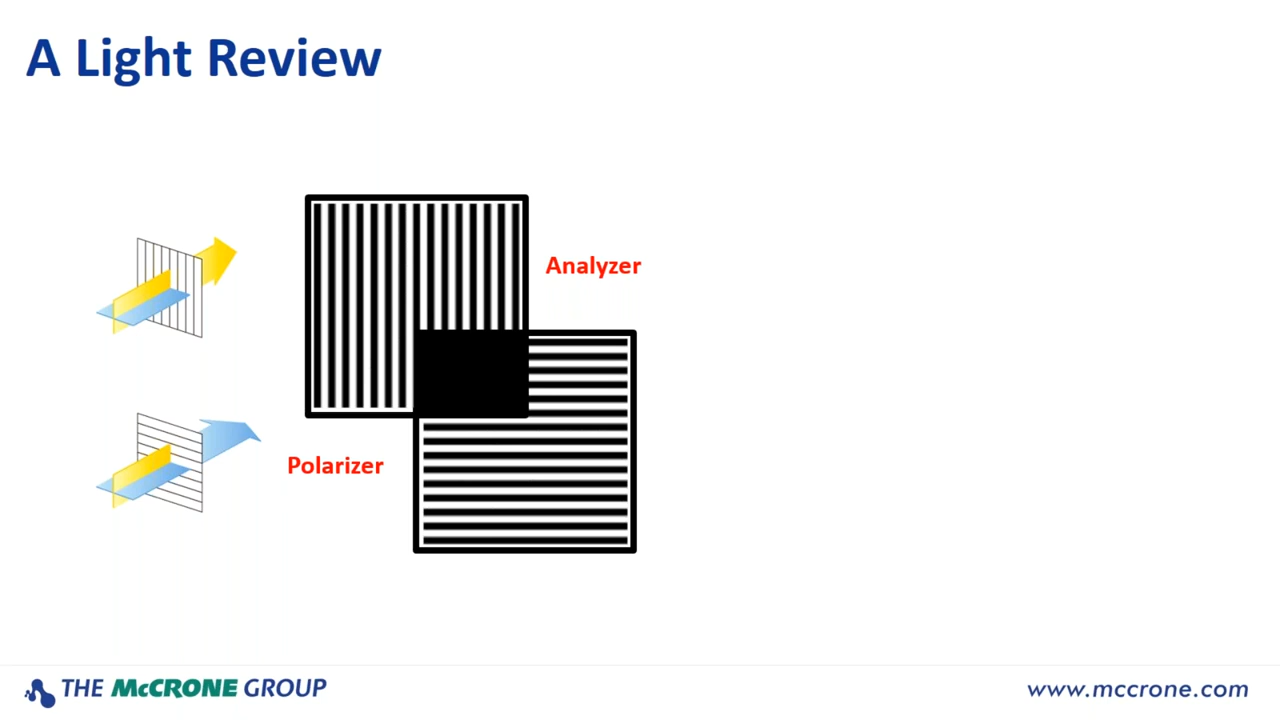 A Light Review
Analyzer
Polarizer
THE McCRONE GROUP
www.mccrone.com